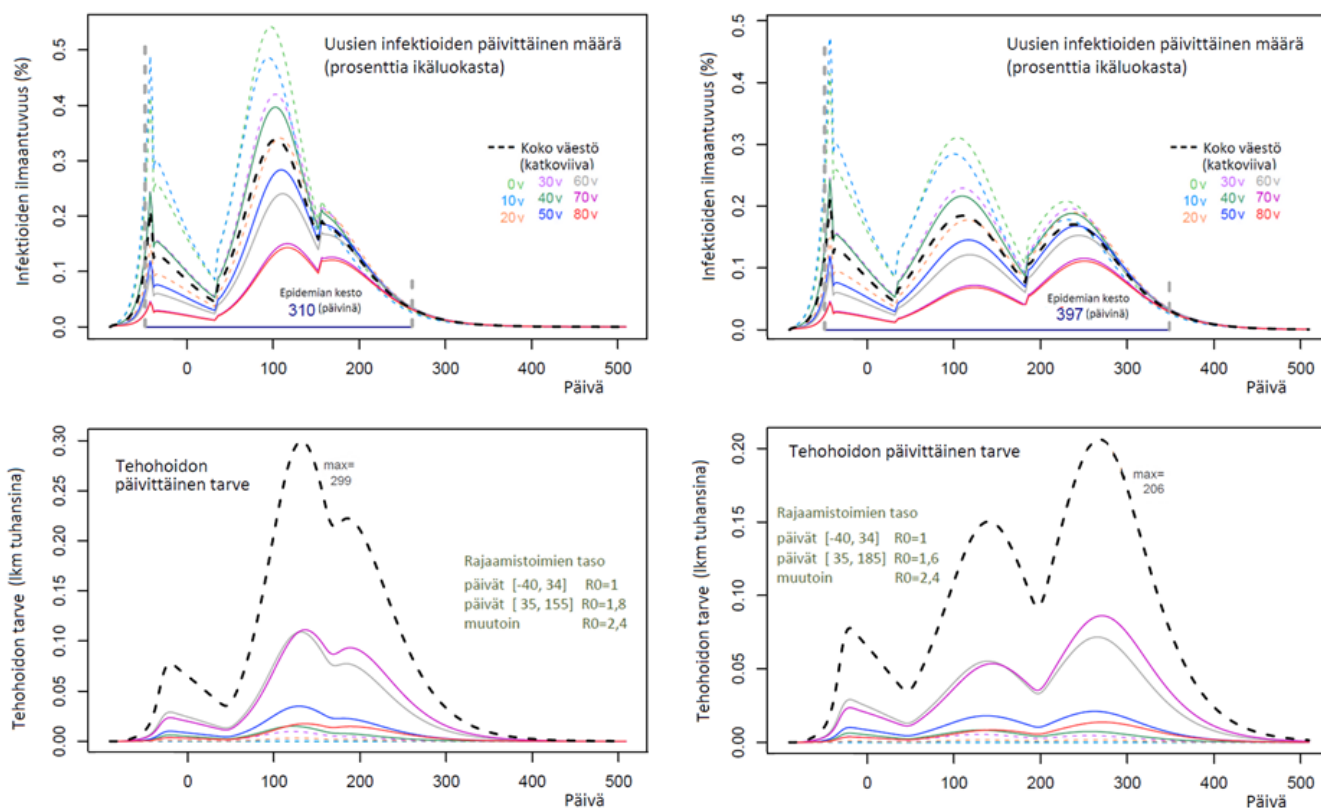 Uusien infektioiden päivittäinen määrä
(prosenttia ikäluokasta)
Infektioiden ilmaantuvuus (%)
0.5
0.4
0.3
0.2
0.1
0.0
Koko väestö
(katkoviiva)
0v 30v 60v
10v 40v 70v
20v 50v 80v
Epidemian kesto
310 (päivinä)
0 100 200 300 400 500
Päivä
Uusien infektioiden päivittäinen määrä
(prosenttia ikäluokasta)
Infektioiden ilmaantuvuus (%)
0.5
0.4
0.3
0.2
0.1
0.0
Koko väestö
(katkoviiva)
0v 30v 60v
10v 40v 70v
20v 50v 80v
Epidemian kesto
397 (päivinä)
0 100 200 300 400 500
Päivä
Tehohoidon
päivittäinen tarve
Tehohoidon tarve (lkm tuhansina)
0.30
0.25
0.20
0.15
0.10
0.05
0.00
max=
299
Rajaamistoimien taso
päivät [-40, 34] R0=1
päivät [ 35, 155] R0=1,8
muutoin R0=2,4
0 100 200 300 400 500
Päivä
Tehohoidon päivittäinen tarve
Tehohoidon tarve (lkm tuhansina)
0.20
0.15
0.10
0.05
0.00
max=
206
Rajaamistoimien taso
päivät [-40, 34] R0=1
päivät [ 35, 185] R0=1,6
muutoin R0=2,4
0 100 200 300 400 500
Päivä